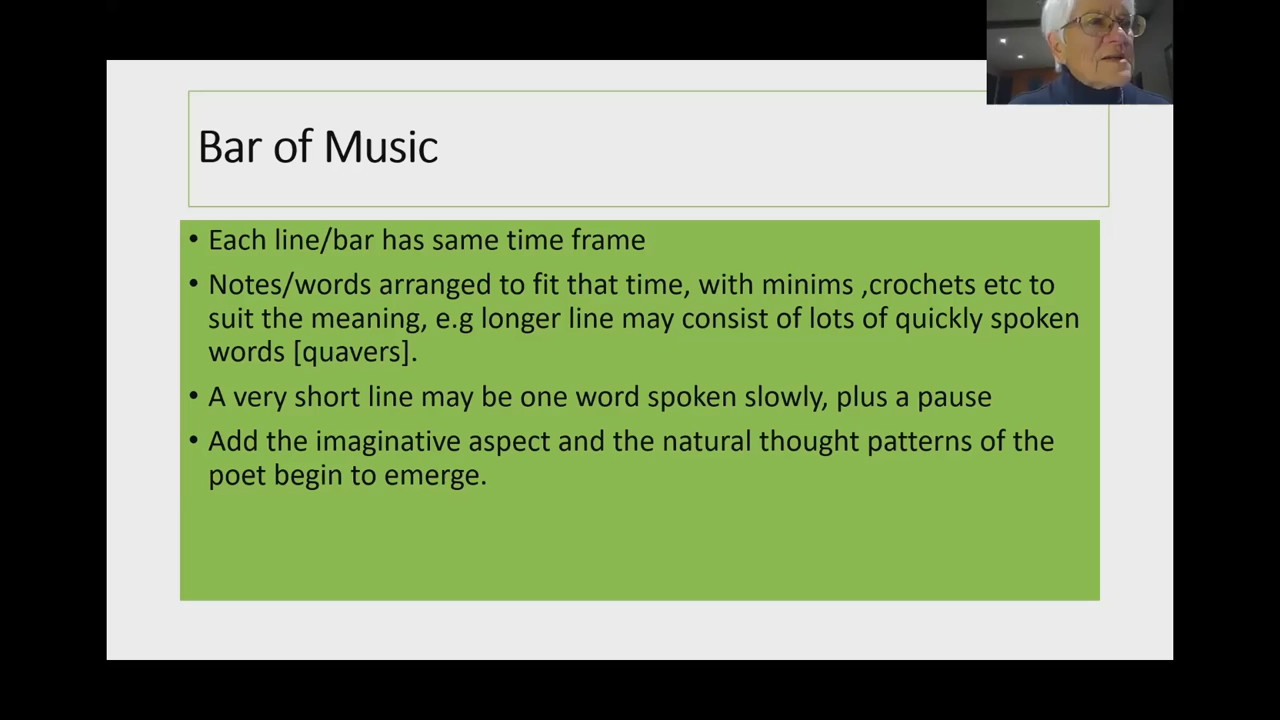 Bar of Music
• Each line/bar has same time frame
• Notes/words arranged to fit that time, with minims ,crochets etc to
suit the meaning, e.g longer line may consist of lots of quickly spoken
words [quavers].
• A very short line may be one word spoken slowly, plus a pause
• Add the imaginative aspect and the natural thought patterns of the
poet begin to emerge.